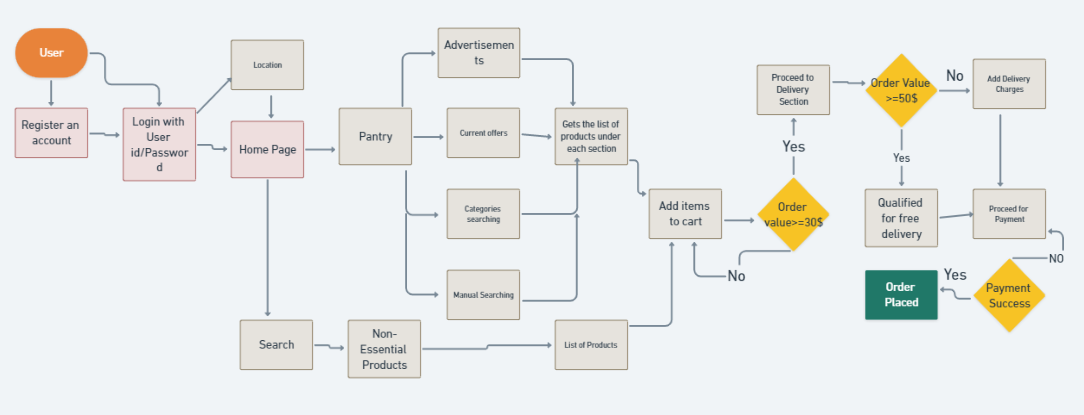 User
Register an
account
Login with
User
id/Passwor
d
Location
Home Page
Pantry
Advertisemen
ts
Current offers
Categories
searching
Manual Searching
Gets the list of
products under
each section
Search
Non-
Essential
Products
List of Products
Add items
to cart
Order
value>=30$
No
Yes
Proceed to
Delivery
Section
Order Value
>=50$
No
Add Delivery
Charges
Yes
Qualified
for free
delivery
Proceed for
Payment
NO
Payment
Success
Yes
Order
Placed